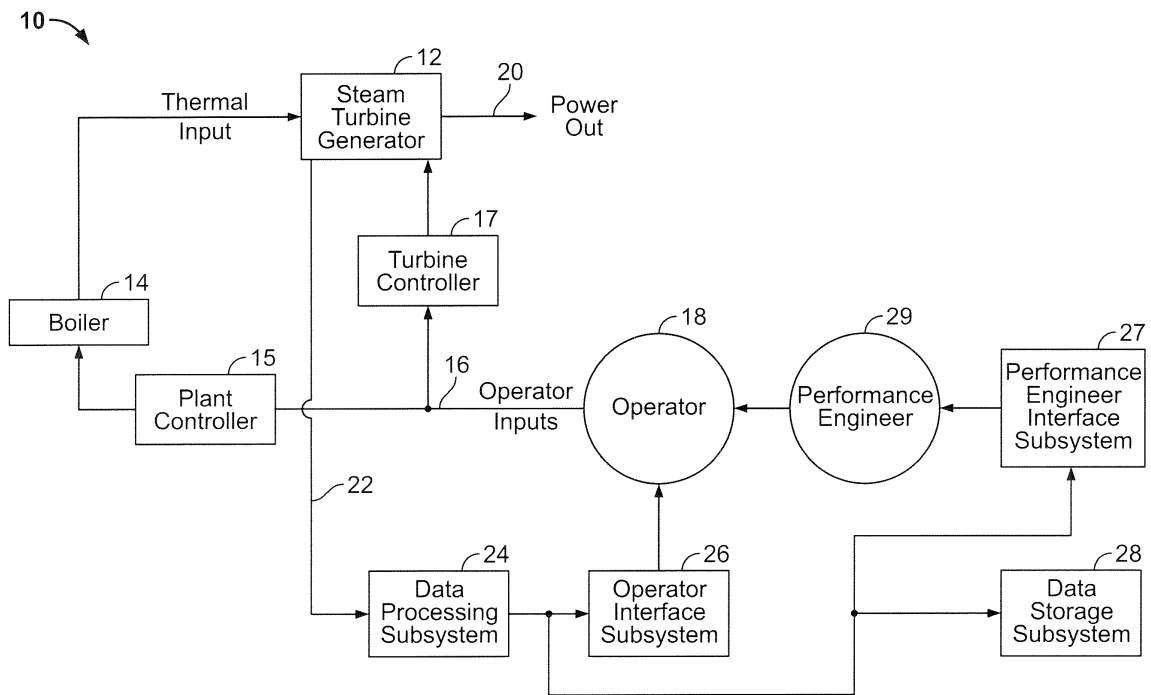 10
12
20
Steam
Turbine
Generator
Thermal
Input
Power
Out
17
Turbine
Controller
14
Boiler
15
Plant
Controller
16
Operator
Inputs
18
Operator
29
Performance
Engineer
27
Performance
Engineer
Interface
Subsystem
22
24
Data
Processing
Subsystem
26
Operator
Interface
Subsystem
28
Data
Storage
Subsystem